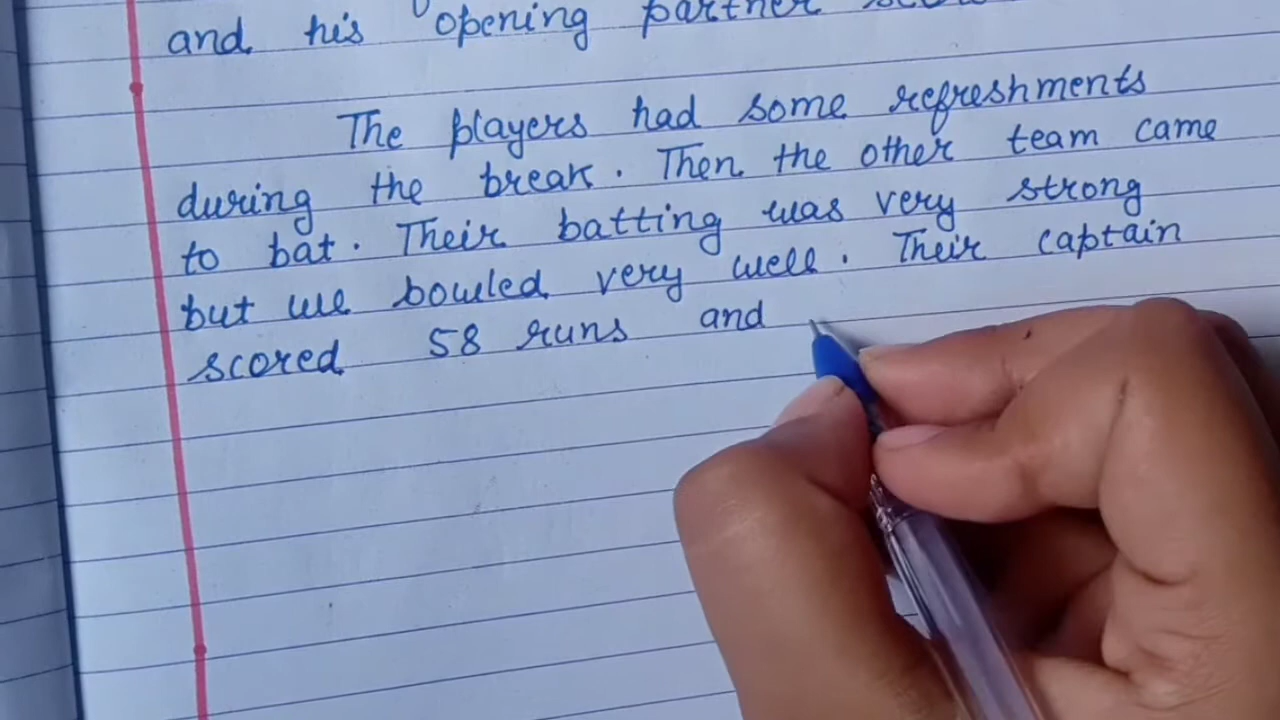 and his opening partner
The players had some refreshments
during the break. Then the other team came
to bat. Their batting was very strong
but we bowled very well. Their captain
scored 58 runs and